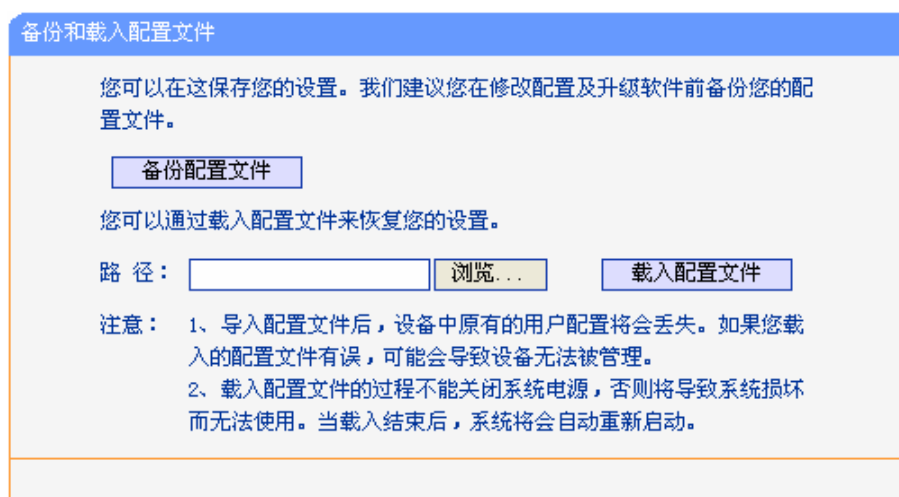 备份和载入配置文件
您可以在这保存您的设置。我们建议您在修改配置及升级软件前备份您的配
置文件。
备份配置文件
您可以通过载入配置文件来恢复您的设置。
路 径： 浏览... 载入配置文件
注意： 1、导入配置文件后，设备中原有的用户配置将会丢失。如果您载
入的配置文件有误，可能会导致设备无法被管理。
2、载入配置文件的过程不能关闭系统电源，否则将导致系统损坏
而无法使用。当载入结束后，系统将会自动重新启动。